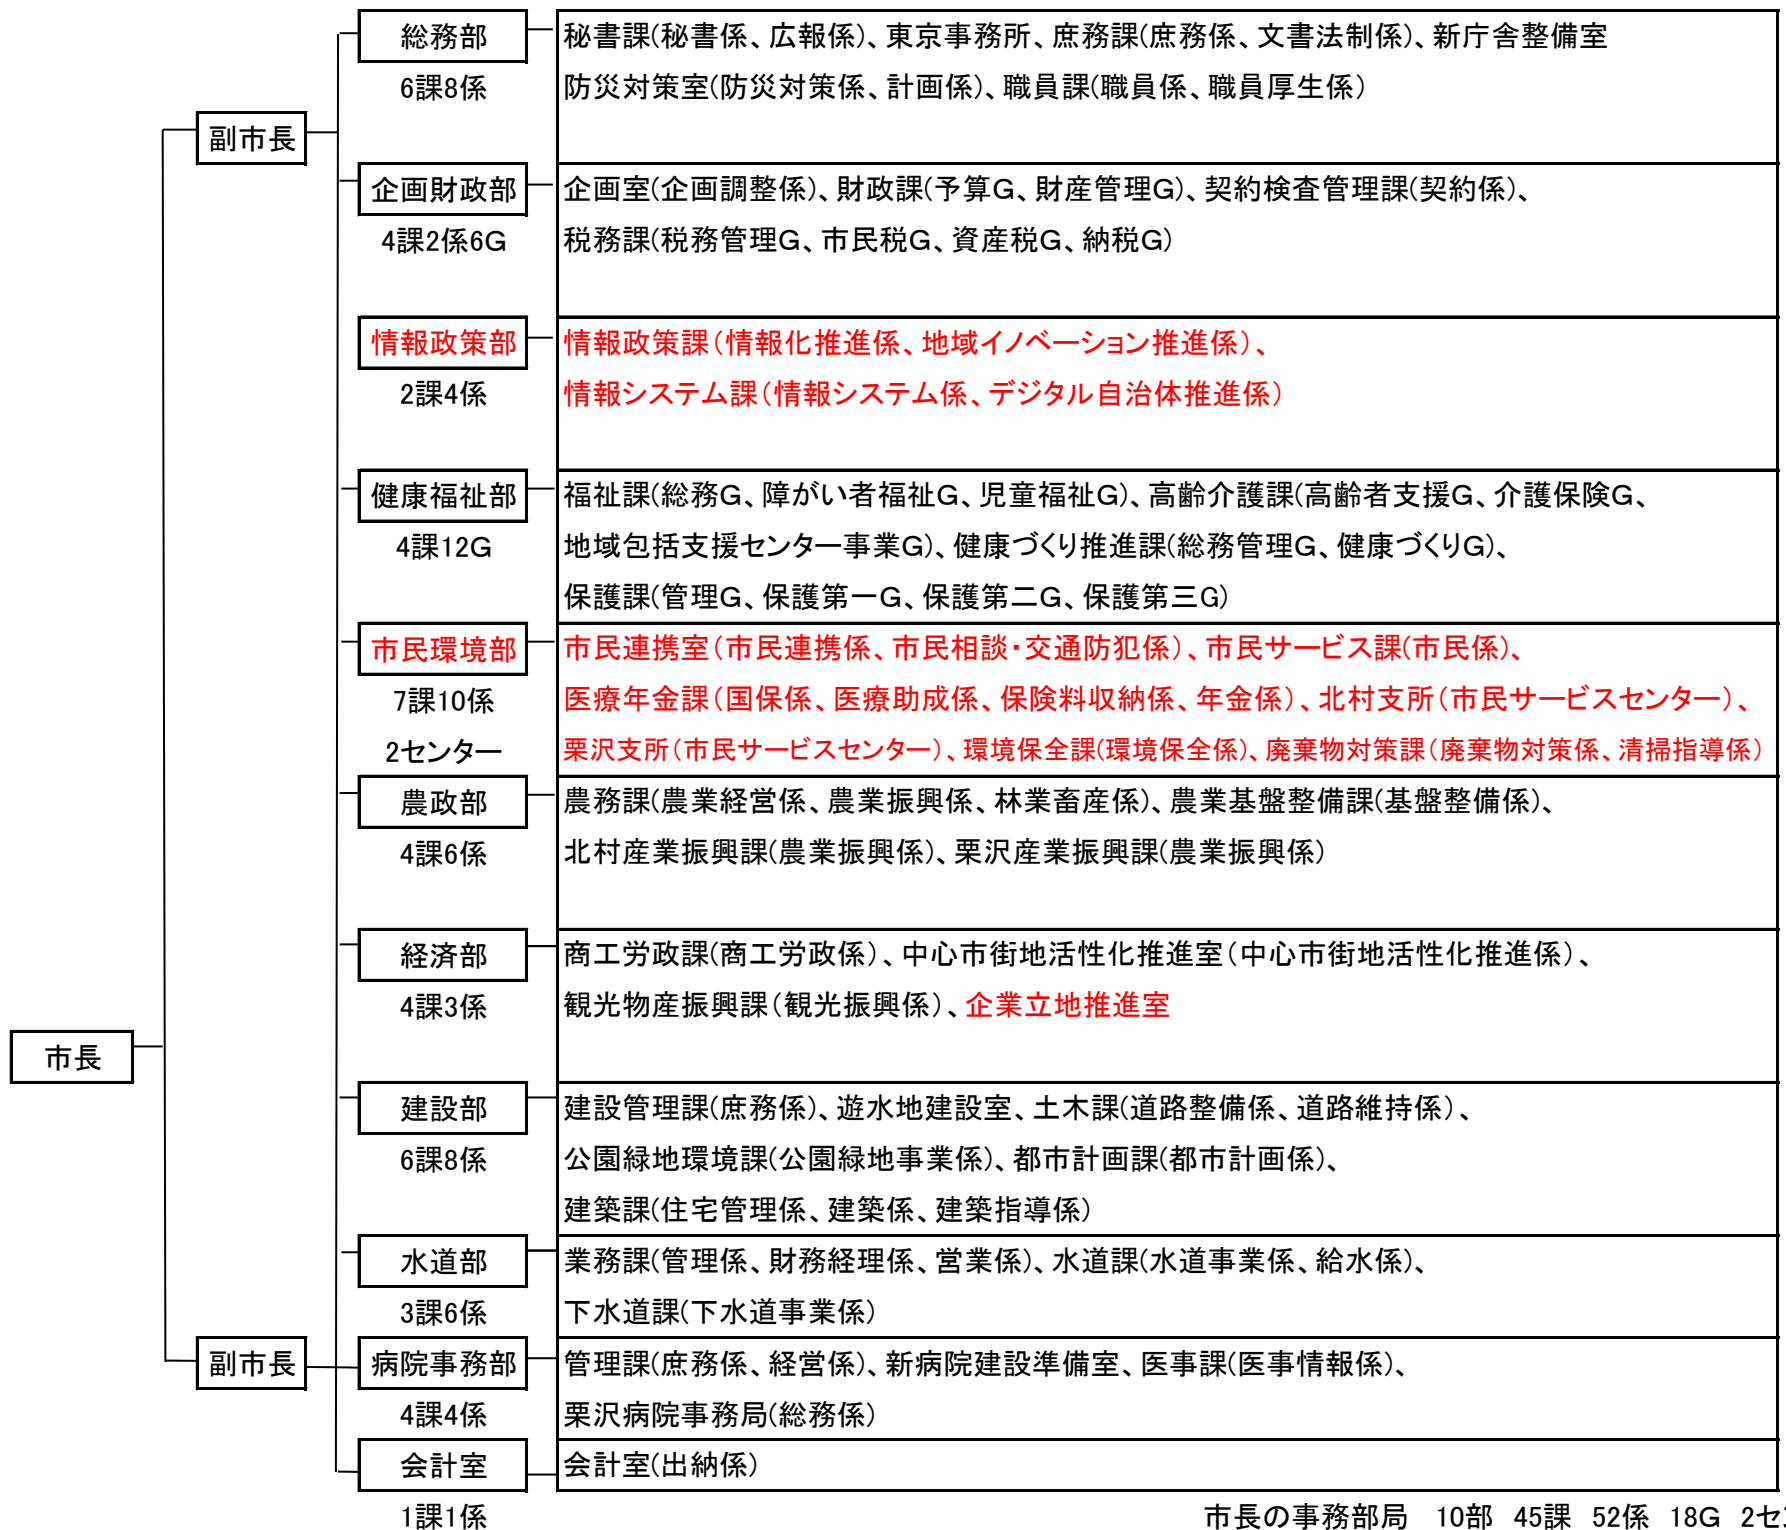 総務部
秘書課(秘書係、広報係)、東京事務所、庶務課(庶務係、文書法制係)、新庁舎整備室
6課8係
防災対策室(防災対策係、計画係)、職員課(職員係、職員厚生係)
副市長
企画財政部
企画室(企画調整係)、財政課(予算G、財産管理G)、契約検査管理課(契約係)、
4課2係6G
税務課(税務管理G、市民税G、資産税G、納税G)
情報政策部
情報政策課(情報化推進係、地域イノベーション推進係)、
2課4係
情報システム課(情報システム係、デジタル自治体推進係)
健康福祉部
福祉課(総務G、障がい者福祉G、児童福祉G)、高齢介護課(高齢者支援G、介護保険G、
4課12G
地域包括支援センター事業G)、健康づくり推進課(総務管理G、健康づくりG)、
保護課(管理G、保護第一G、保護第二G、保護第三G)
市民環境部
市民連携室(市民連携係、市民相談・交通防犯係)、市民サービス課(市民係)、
7課10係
医療年金課(国保係、医療助成係、保険料収納係、年金係)、北村支所(市民サービスセンター)、
2センター
栗沢支所(市民サービスセンター)、環境保全課(環境保全係)、廃棄物対策課(廃棄物対策係、清掃指導係)
農政部
農務課(農業経営係、農業振興係、林業畜産係)、農業基盤整備課(基盤整備係)、
4課6係
北村産業振興課(農業振興係)、栗沢産業振興課(農業振興係)
経済部
商工労政課(商工労政係)、中心市街地活性化推進室(中心市街地活性化推進係)、
4課3係
観光物産振興課(観光振興係)、企業立地推進室
市長
建設部
建設管理課(庶務係)、遊水地建設室、土木課(道路整備係、道路維持係)、
6課8係
公園緑地環境課(公園緑地事業係)、都市計画課(都市計画係)、
建築課(住宅管理係、建築係、建築指導係)
水道部
業務課(管理係、財務経理係、営業係)、水道課(水道事業係、給水係)、
3課6係
下水道課(下水道事業係)
副市長
病院事務部
管理課(庶務係、経営係)、新病院建設準備室、医事課(医事情報係)、
4課4係
栗沢病院事務局(総務係)
会計室
会計室(出納係)
1課1係
市長の事務部局 10部 45課 52係 18G 2セ